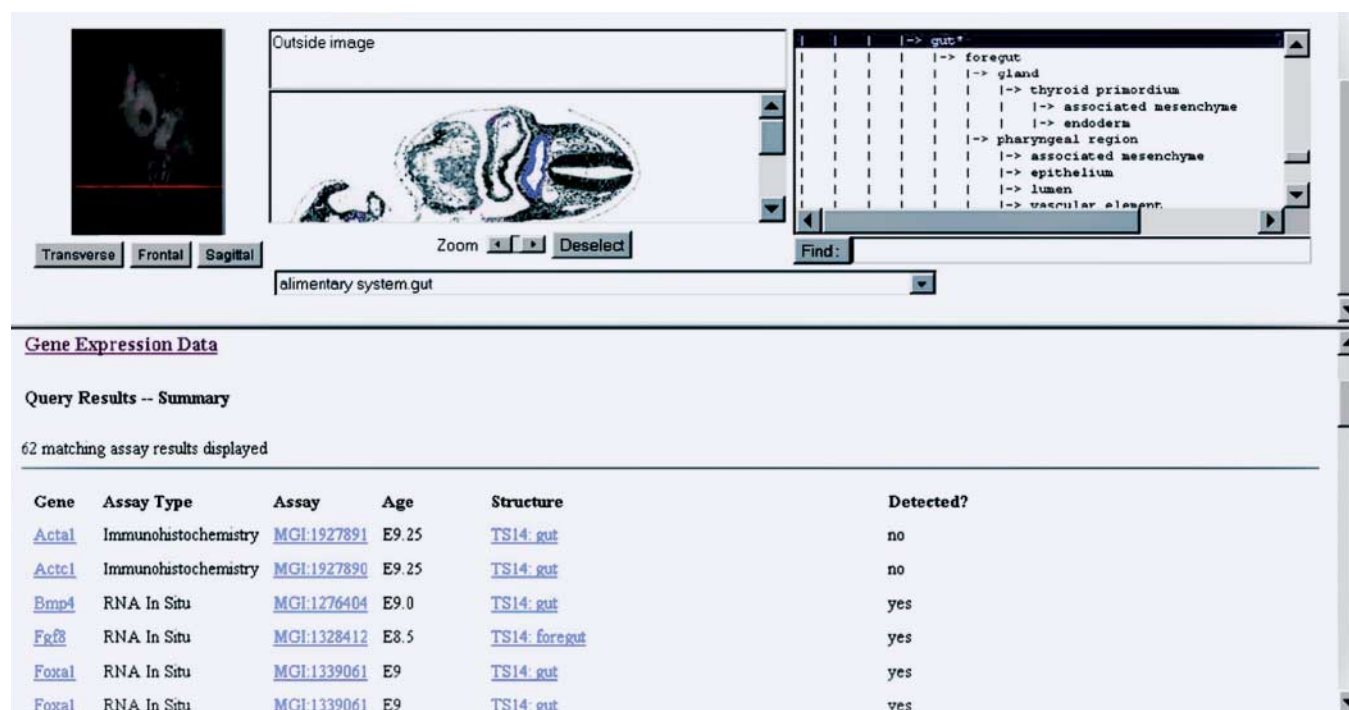 Outside image
|-> gut*
|-> foregut
|-> gland
|-> thyroid primordium
|-> associated mesenchyme
|-> endoderm
|-> pharyngeal region
|-> associated mesenchyme
|-> epithelium
|-> lumen
|-> vascular element
Transverse Frontal Sagittal
Zoom Deselect
Find:
alimentary system.gut
Gene Expression Data
Query Results -- Summary
62 matching assay results displayed
Gene Assay Type Assay Age Structure Detected?
Acta1 Immunohistochemistry MGI:1927891 E9.25 TS14: gut no
Actc1 Immunohistochemistry MGI:1927890 E9.25 TS14: gut no
Bmp4 RNA In Situ MGI:1276404 E9.0 TS14: gut yes
Fgf8 RNA In Situ MGI:1328412 E8.5 TS14: foregut yes
Foxa1 RNA In Situ MGI:1339061 E9 TS14: gut yes
Foxa1 RNA In Situ MGI:1339061 E9 TS14: gut yes